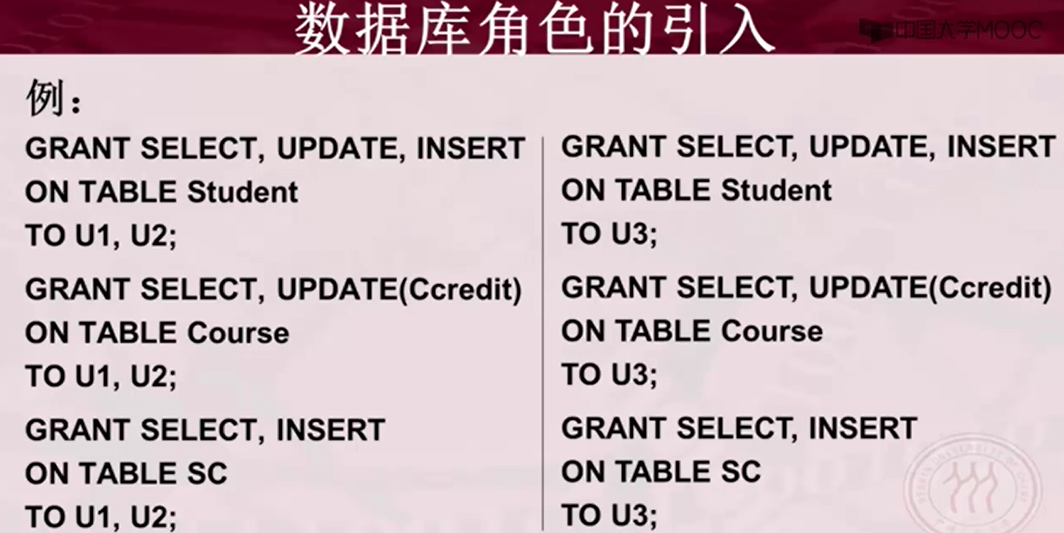 数据库角色的引入
中国大学MOOC
例：
GRANT SELECT, UPDATE, INSERT
ON TABLE Student
TO U1, U2;
GRANT SELECT, UPDATE(Ccredit)
ON TABLE Course
TO U1, U2;
GRANT SELECT, INSERT
ON TABLE SC
TO U1, U2;
GRANT SELECT, UPDATE, INSERT
ON TABLE Student
TO U3;
GRANT SELECT, UPDATE(Ccredit)
ON TABLE Course
TO U3;
GRANT SELECT, INSERT
ON TABLE SC
TO U3;